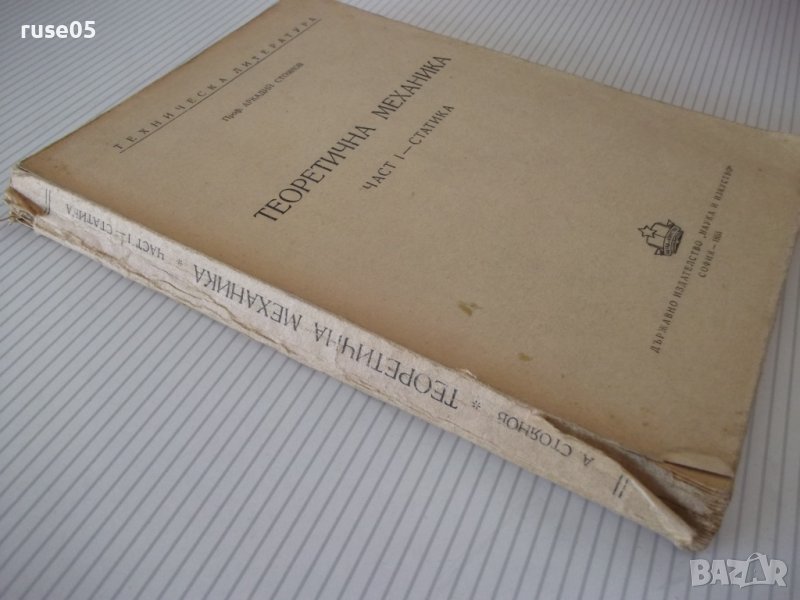 ruse05
ТЕХНИЧЕСКА ЛИТЕРАТУРА
Проф. АРКАДИЙ СТОЯНОВ
ТЕОРЕТИЧНА МЕХАНИКА
ЧАСТ I — СТАТИКА
ДЪРЖАВНО ИЗДАТЕЛСТВО „НАУКА И ИЗКУСТВО“
СОФИЯ —
А СТОЯНОВ * ТЕОРЕТИЧНА МЕХАНИКА * ЧАСТ I — СТАТИКА
BAZAR